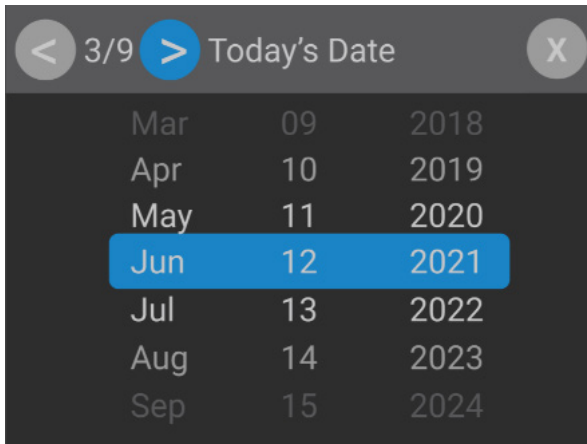 < 3/9 > Today's Date X
Mar 09 2018
Apr 10 2019
May 11 2020
Jun 12 2021
Jul 13 2022
Aug 14 2023
Sep 15 2024